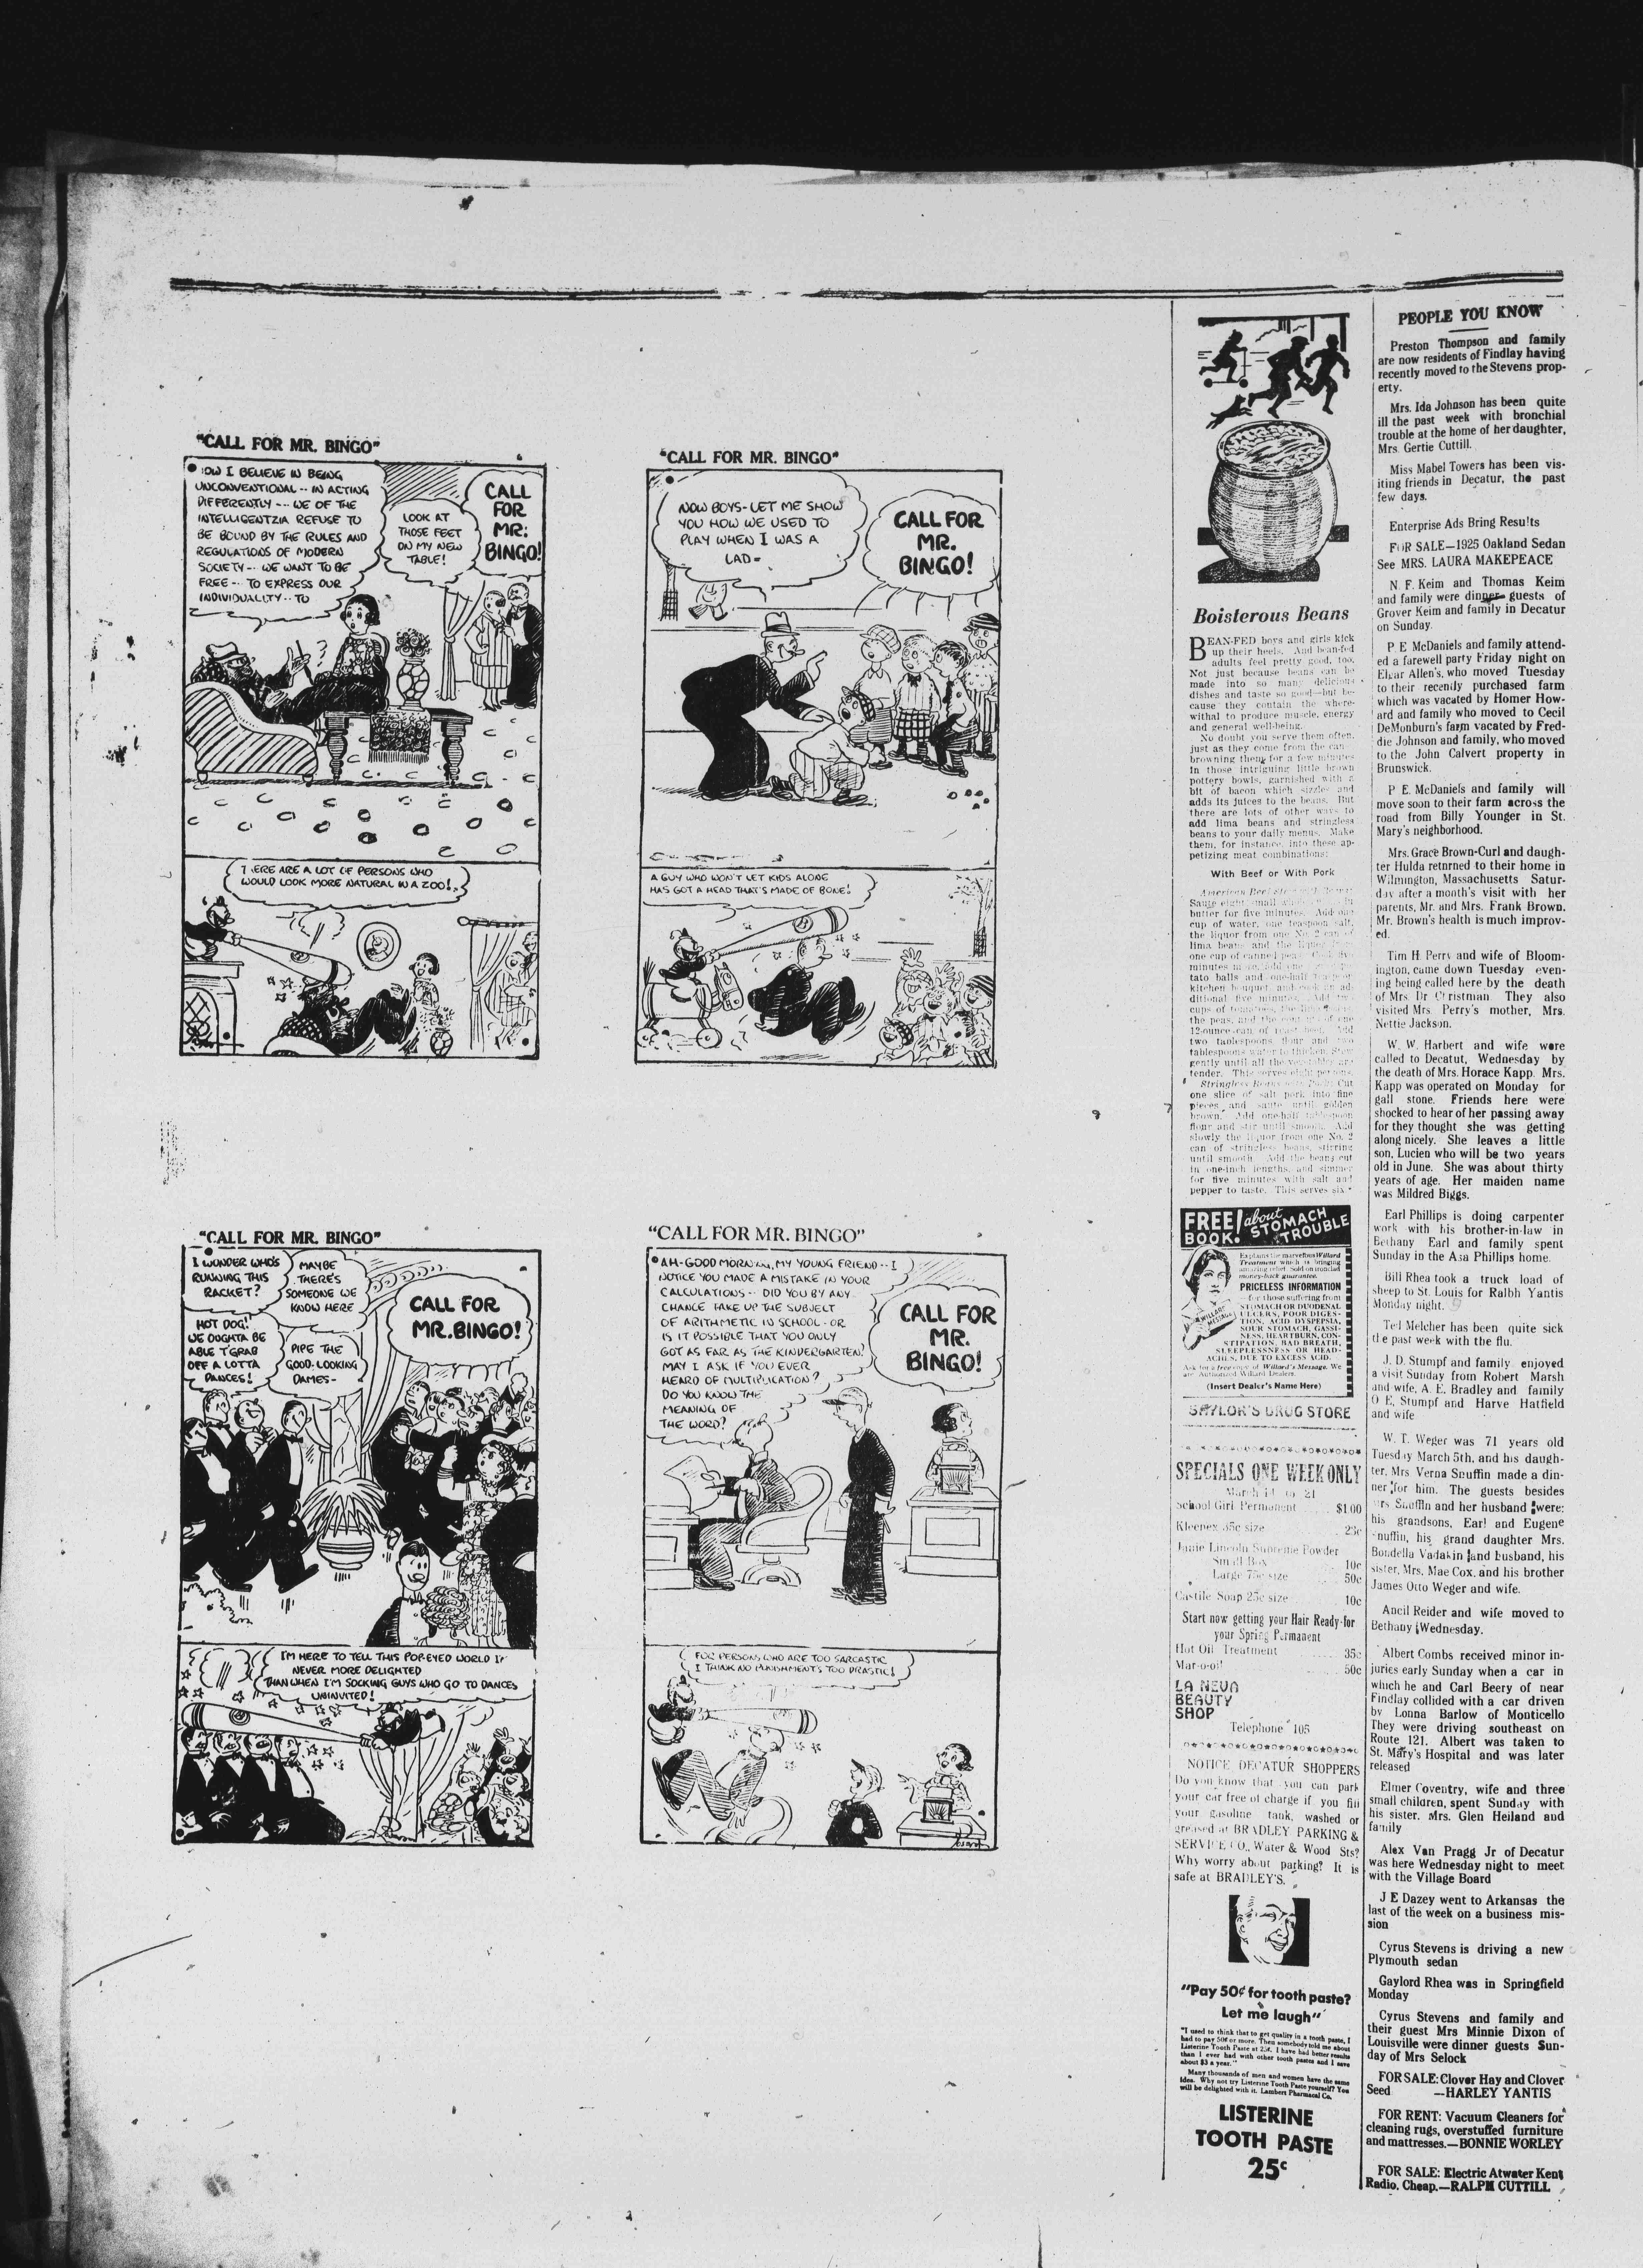 "CALL FOR MR. BINGO"
OW I BELIEVE IN BEING
UNCONVENTIONAL -- IN ACTING
DIFFERENTLY --- WE OF THE
INTELLIGENTZIA REFUSE TO
BE BOUND BY THE RULES AND
REGULATIONS OF MODERN
SOCIETY -- WE WANT TO BE
FREE -- TO EXPRESS OUR
INDIVIDUALITY -- TO
LOOK AT
THOSE FEET
ON MY NEW
TABLE!
CALL
FOR
MR.
BINGO!
THERE ARE A LOT OF PERSONS WHO
WOULD LOOK MORE NATURAL IN A ZOO!
"CALL FOR MR. BINGO"
NOW BOYS - LET ME SHOW
YOU HOW WE USED TO
PLAY WHEN I WAS A
LAD -
CALL FOR
MR.
BINGO!
A GUY WHO WON'T LET KIDS ALONE
HAS GOT A HEAD THAT'S MADE OF BONE!
"CALL FOR MR. BINGO"
I WONDER WHO'S
RUNNING THIS
RACKET?
MAYBE
THERE'S
SOMEONE WE
KNOW HERE
HOT DOG!
WE OUGHTA BE
ABLE T'GRAB
OFF A LOTTA
DANCES!
PIPE THE
GOOD-LOOKING
DAMES-
CALL FOR
MR. BINGO!
I'M HERE TO TELL THIS POP-EYED WORLD I'
NEVER MORE DELIGHTED
THAN WHEN I'M SOCKING GUYS WHO GO TO DANCES
UNINVITED!
"CALL FOR MR. BINGO"
AH - GOOD MORNING, MY YOUNG FRIEND -- I
NOTICE YOU MADE A MISTAKE IN YOUR
CALCULATIONS -- DID YOU BY ANY
CHANCE TAKE UP THE SUBJECT
OF ARITHMETIC IN SCHOOL - OR
IS IT POSSIBLE THAT YOU ONLY
GOT AS FAR AS THE KINDERGARTEN?
MAY I ASK IF YOU EVER
HEARD OF MULTIPLICATION?
DO YOU KNOW THE
MEANING OF
THE WORD?
CALL FOR
MR.
BINGO!
FOR PERSONS WHO ARE TOO SARCASTIC
I THINK NO PUNISHMENT'S TOO DRASTIC!
Boisterous Beans
BEAN-FED boys and girls kick
up their heels. And bean-fed
adults feel pretty good, too.
Not just because beans can be
made into so many delicious
dishes and taste so good—but be-
cause they contain the where-
withal to produce muscle, energy
and general well-being.
No doubt you serve them often,
just as they come from the can
browning them for a few minutes
in those intriguing little brown
pottery bowls, garnished with a
bit of bacon which sizzles and
adds its juices to the beans. But
there are lots of other ways to
add lima beans and stringless
beans to your daily menus. Make
them, for instance, into these ap-
petizing meat combinations:
With Beef or With Pork
American Beef
Saute eight small
butter for five minutes. Add one
cup of water, one teaspoon salt,
the liquor from one No. 2 can of
lima beans and the liquor
one cup of canned peas.
minutes more, add
tato balls and one-half
kitchen bouquet, and cook an ad-
ditional five minutes. Add two
cups of tomatoes, the
the peas, and the of one
12-ounce can of roast beef. Add
two tablespoons flour and two
tablespoons water to thicken. Stew
gently until all the vegetables are
tender. This serves eight persons.
Stringless Beans with Pork: Cut
one slice of salt pork into fine
pieces and saute until golden
brown. Add one-half tablespoon
flour and stir until smooth. Add
slowly the liquor from one No. 2
can of stringless beans, stirring
until smooth. Add the beans cut
in one-inch lengths, and simmer
for five minutes with salt and
pepper to taste. This serves six.
FREE! about
BOOK! STOMACH
TROUBLE
Explains the marvelous Willard
Treatment which is bringing
amazing relief. Sold on ironclad
money-back guarantee.
PRICELESS INFORMATION
—for those suffering from
STOMACH OR DUODENAL
ULCERS, POOR DIGES-
TION, ACID DYSPEPSIA,
SOUR STOMACH, GASSI-
NESS, HEARTBURN, CON-
STIPATION, BAD BREATH,
SLEEPLESSNESS OR HEAD-
ACHES, DUE TO EXCESS ACID.
Ask for a free copy of Willard's Message. We
are Authorized Willard Dealers.
WILLARD'S
MESSAGE
(Insert Dealer's Name Here)
SAYLOR'S DRUG STORE
SPECIALS ONE WEEK ONLY
March 14 to 21
School Girl Permanent $1.00
Kleenex 35c size 23c
Janie Lincoln Supreme Powder
Small Box 10c
Large 75c size 50c
Castile Soap 25c size 10c
Start now getting your Hair Ready for
your Spring Permanent
Hot Oil Treatment 35c
Mar-o-oil 50c
LA NEVA
BEAUTY
SHOP
Telephone 105
NOTICE DECATUR SHOPPERS
Do you know that you can park
your car free of charge if you fill
your gasoline tank, washed or
greased at BRADLEY PARKING &
SERVICE CO., Water & Wood Sts?
Why worry about parking? It is
safe at BRADLEY'S.
"Pay 50¢ for tooth paste?
Let me laugh"
"I used to think that to get quality in a tooth paste, I
had to pay 50¢ or more. Then somebody told me about
Listerine Tooth Paste at 25¢. I have had better results
than I ever had with other tooth pastes and I save
about $3 a year."
Many thousands of men and women have the same
idea. Why not try Listerine Tooth Paste yourself? You
will be delighted with it. Lambert Pharmacal Co.
LISTERINE
TOOTH PASTE
25c
PEOPLE YOU KNOW
Preston Thompson and family
are now residents of Findlay having
recently moved to the Stevens prop-
erty.
Mrs. Ida Johnson has been quite
ill the past week with bronchial
trouble at the home of her daughter,
Mrs. Gertie Cuttill.
Miss Mabel Towers has been vis-
iting friends in Decatur, the past
few days.
Enterprise Ads Bring Results
FOR SALE—1925 Oakland Sedan
See MRS. LAURA MAKEPEACE
N F. Keim and Thomas Keim
and family were dinner guests of
Grover Keim and family in Decatur
on Sunday.
P E McDaniels and family attend-
ed a farewell party Friday night on
Elgar Allen's, who moved Tuesday
to their recently purchased farm
which was vacated by Homer How-
ard and family who moved to Cecil
DeMonburn's farm vacated by Fred-
die Johnson and family, who moved
to the John Calvert property in
Brunswick.
P E. McDaniels and family will
move soon to their farm across the
road from Billy Younger in St.
Mary's neighborhood.
Mrs. Grace Brown-Curl and daugh-
ter Hulda retnrned to their home in
Wilmington, Massachusetts Satur-
day after a month's visit with her
parents, Mr. and Mrs. Frank Brown.
Mr. Brown's health is much improv-
ed.
Tim H. Perry and wife of Bloom-
ington, came down Tuesday even-
ing being called here by the death
of Mrs. Dr Christman. They also
visited Mrs. Perry's mother, Mrs.
Nettie Jackson.
W. W. Harbert and wife were
called to Decatut, Wednesday by
the death of Mrs. Horace Kapp. Mrs.
Kapp was operated on Monday for
gall stone. Friends here were
shocked to hear of her passing away
for they thought she was getting
along nicely. She leaves a little
son, Lucien who will be two years
old in June. She was about thirty
years of age. Her maiden name
was Mildred Biggs.
Earl Phillips is doing carpenter
work with his brother-in-law in
Bethany Earl and family spent
Sunday in the Asa Phillips home.
Bill Rhea took a truck load of
sheep to St. Louis for Ralbh Yantis
Monday night.
Ted Melcher has been quite sick
the past week with the flu.
J. D. Stumpf and family enjoyed
a visit Sunday from Robert Marsh
and wife, A. E. Bradley and family
O E. Stumpf and Harve Hatfield
and wife
W. T. Weger was 71 years old
Tuesday March 5th, and his daugh-
ter, Mrs. Verna Snuffin made a din-
ner for him. The guests besides
Mrs Snuffin and her husband were:
his grandsons, Earl and Eugene
Snuffin, his grand daughter Mrs.
Bondella Vadakin and husband, his
sister, Mrs. Mae Cox, and his brother
James Otto Weger and wife.
Ancil Reider and wife moved to
Bethany Wednesday.
Albert Combs received minor in-
juries early Sunday when a car in
which he and Carl Beery of near
Findlay collided with a car driven
by Lonna Barlow of Monticello
They were driving southeast on
Route 121. Albert was taken to
St. Mary's Hospital and was later
released
Elmer Coventry, wife and three
small children, spent Sunday with
his sister, Mrs. Glen Heiland and
family
Alex Van Pragg Jr of Decatur
was here Wednesday night to meet
with the Village Board
J E Dazey went to Arkansas the
last of the week on a business mis-
sion
Cyrus Stevens is driving a new
Plymouth sedan
Gaylord Rhea was in Springfield
Monday
Cyrus Stevens and family and
their guest Mrs Minnie Dixon of
Louisville were dinner guests Sun-
day of Mrs Selock
FOR SALE: Clover Hay and Clover
Seed —HARLEY YANTIS
FOR RENT: Vacuum Cleaners for
cleaning rugs, overstuffed furniture
and mattresses.—BONNIE WORLEY
FOR SALE: Electric Atwater Kent
Radio. Cheap.—RALPH CUTTILL